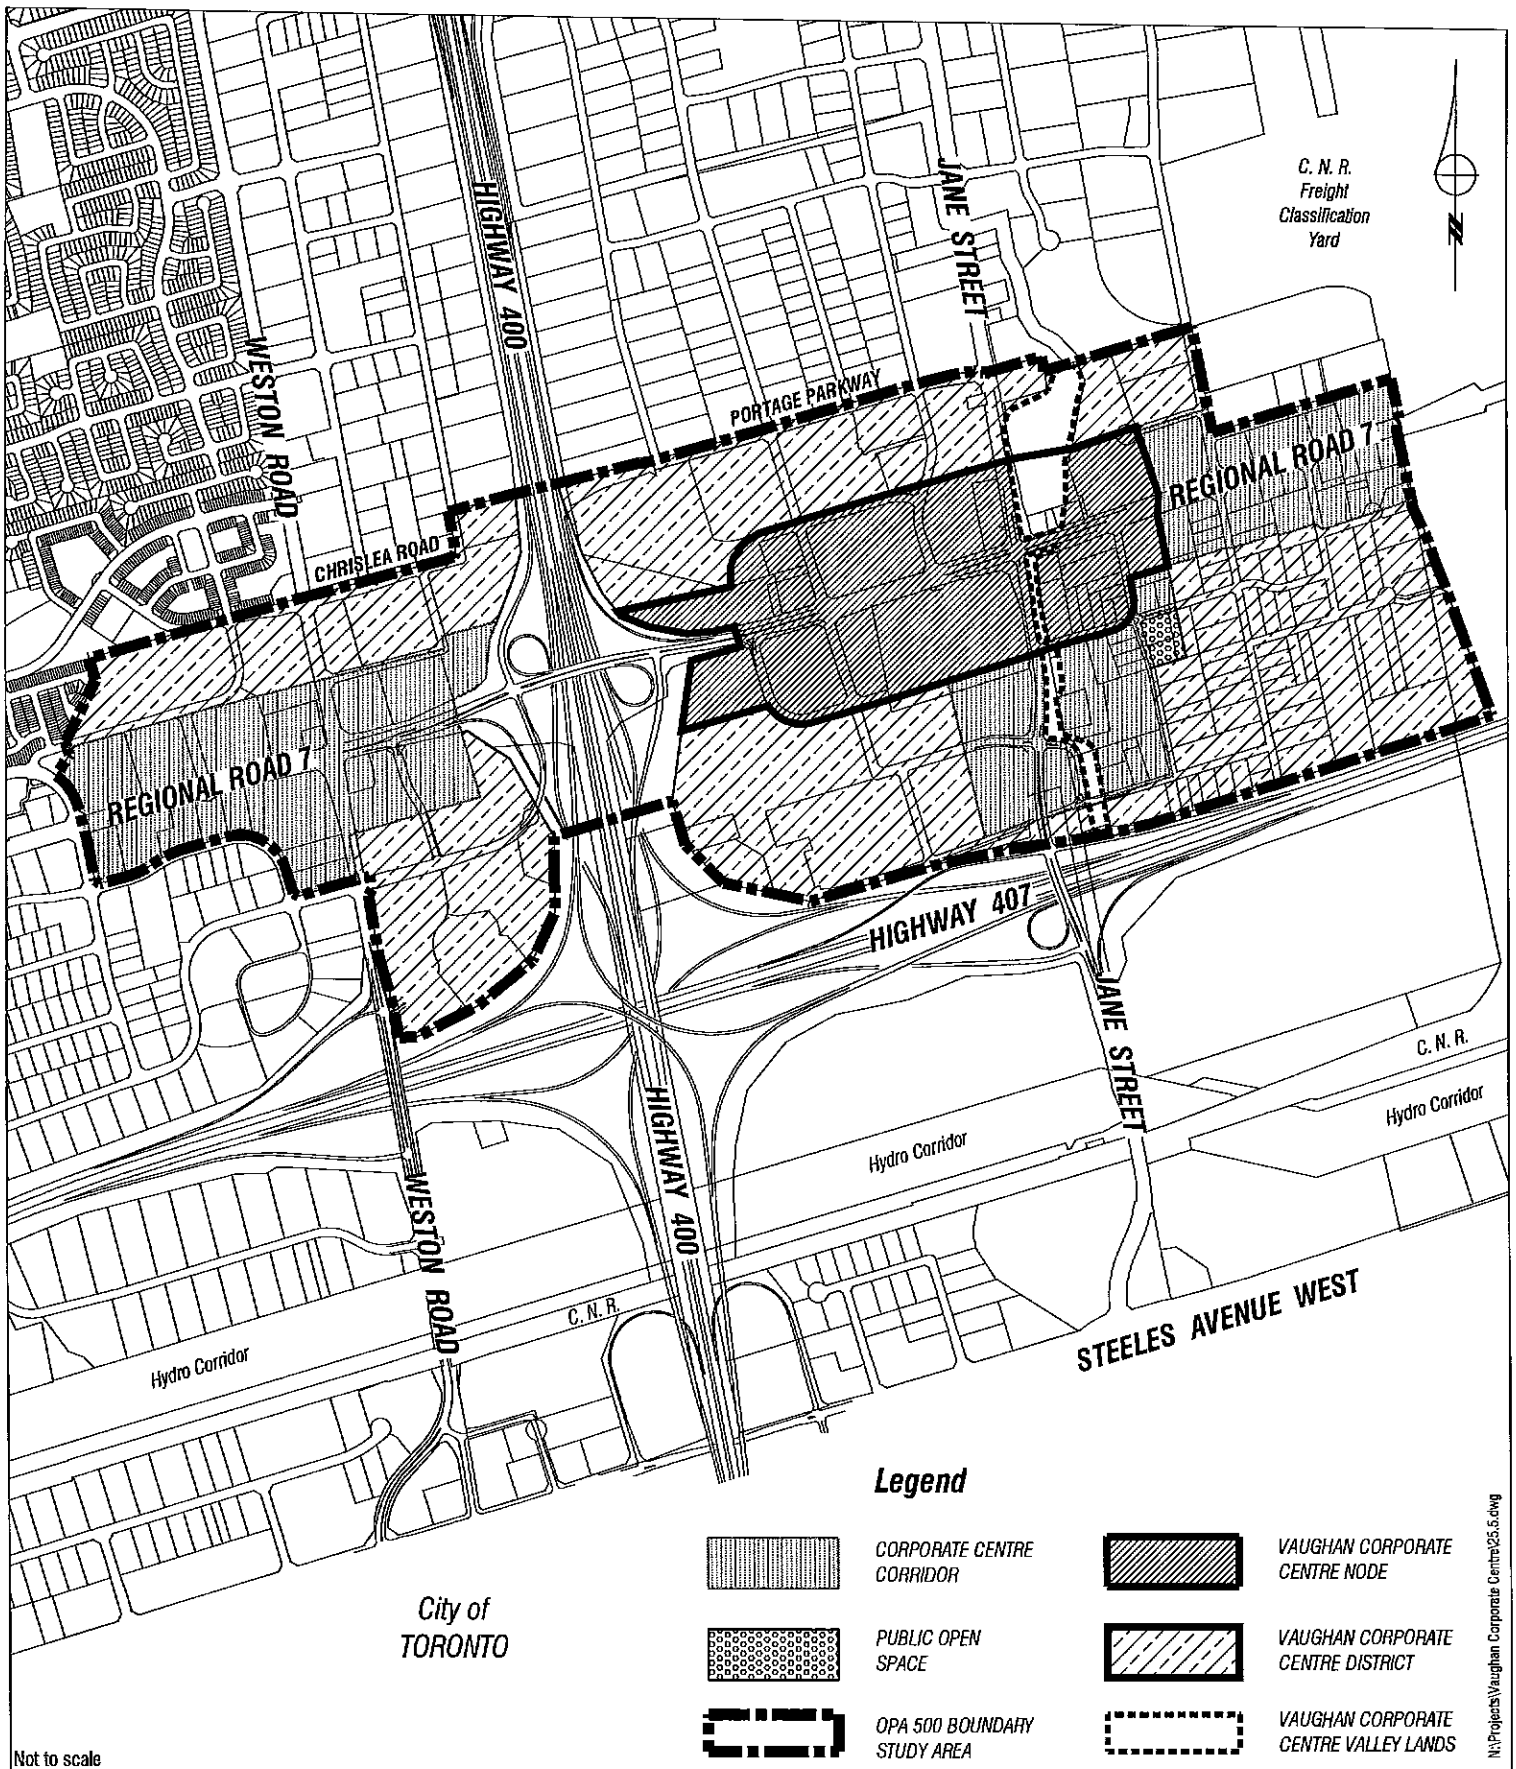 C. N. R.
Freight
Classification
Yard
N
JANE STREET
HIGHWAY 400
WESTON ROAD
PORTAGE PARKWAY
REGIONAL ROAD 7
CHRISLEA ROAD
REGIONAL ROAD 7
HIGHWAY 407
JANE STREET
C. N. R.
Hydro Corridor
Hydro Corridor
HIGHWAY 400
WESTON ROAD
C. N. R.
Hydro Corridor
STEELES AVENUE WEST
City of
TORONTO
Legend
CORPORATE CENTRE
CORRIDOR
VAUGHAN CORPORATE
CENTRE NODE
PUBLIC OPEN
SPACE
VAUGHAN CORPORATE
CENTRE DISTRICT
OPA 500 BOUNDARY
STUDY AREA
VAUGHAN CORPORATE
CENTRE VALLEY LANDS
Not to scale
N:\Projects\Vaughan Corporate Centre\25.5.dwg